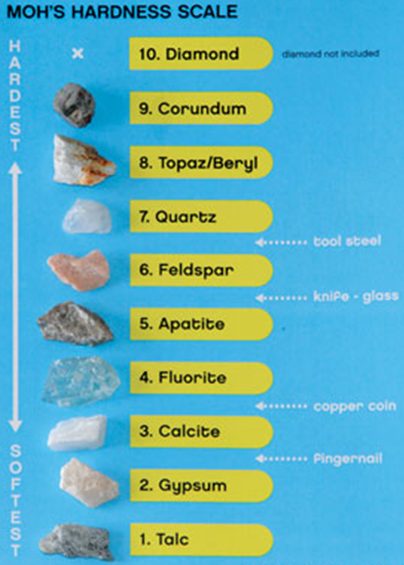 MOH'S HARDNESS SCALE
HARDEST
10. Diamond
diamond not included
9. Corundum
8. Topaz/Beryl
7. Quartz
tool steel
6. Feldspar
knife - glass
5. Apatite
4. Fluorite
copper coin
3. Calcite
Fingernail
2. Gypsum
1. Talc
SOFTEST